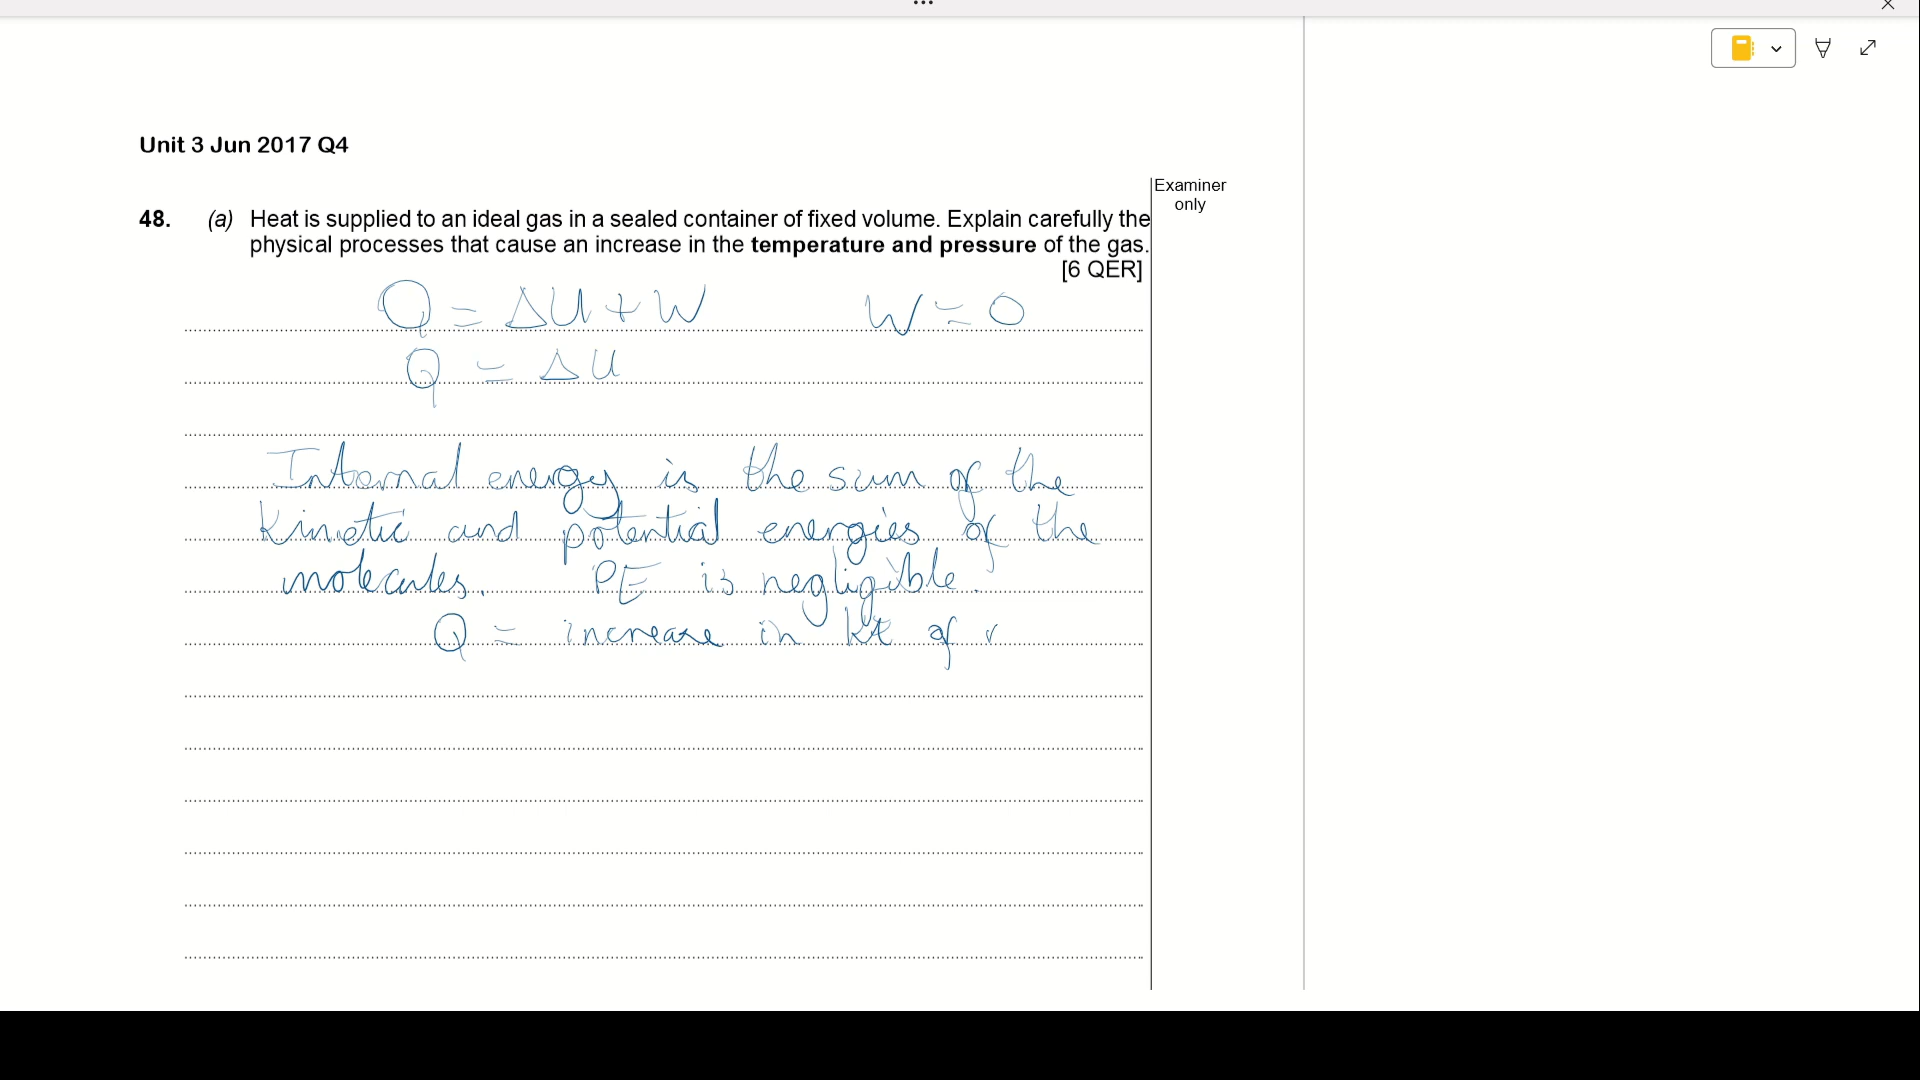 Unit 3 Jun 2017 Q4
Examiner only
48. (a) Heat is supplied to an ideal gas in a sealed container of fixed volume. Explain carefully the
physical processes that cause an increase in the temperature and pressure of the gas.
[6 QER]
Q = ΔU + W W = 0
Q = ΔU
Internal energy is the sum of the
kinetic and potential energies of the
molecules. PE is negligible.
Q = increase in KE of